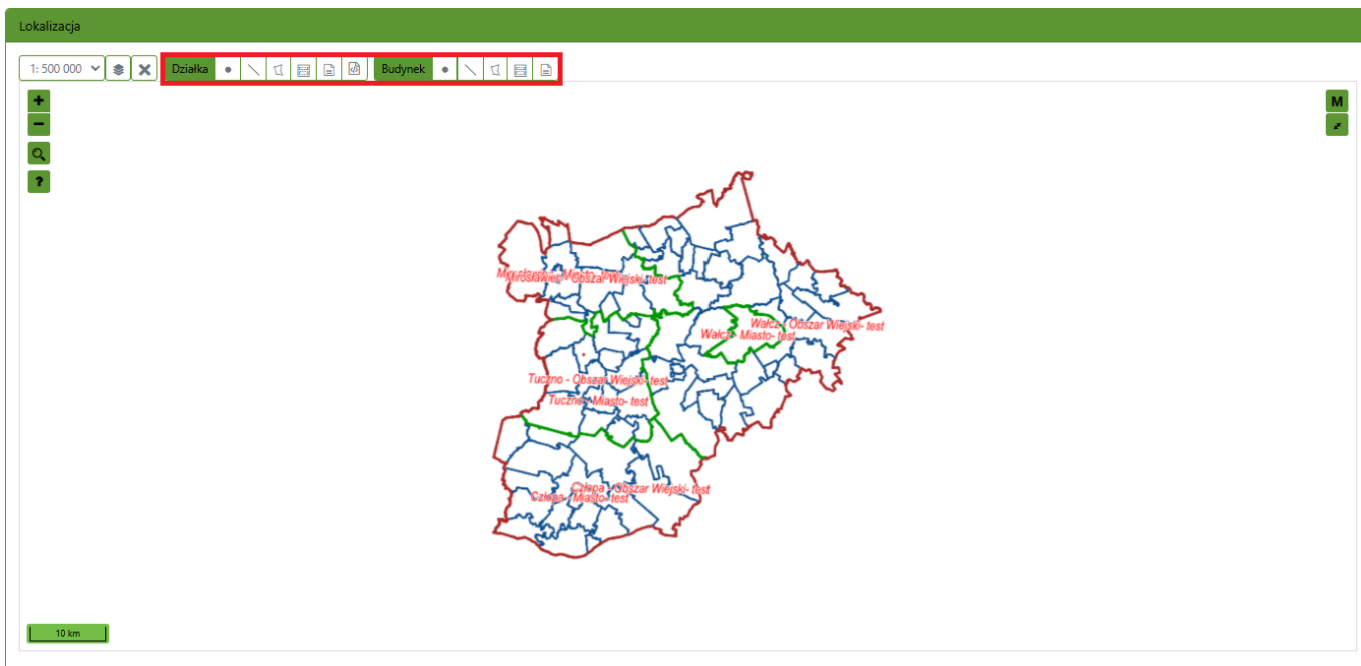 Lokalizacja
1: 500 000
Działka
Budynek
+
−
?
M
Mirosławiec - Obszar Wiejski- test
Wałcz - Obszar Wiejski- test
Wałcz - Miasto- test
Tuczno - Obszar Wiejski- test
Tuczno - Miasto- test
Człopa - Obszar Wiejski- test
Człopa - Miasto- test
10 km